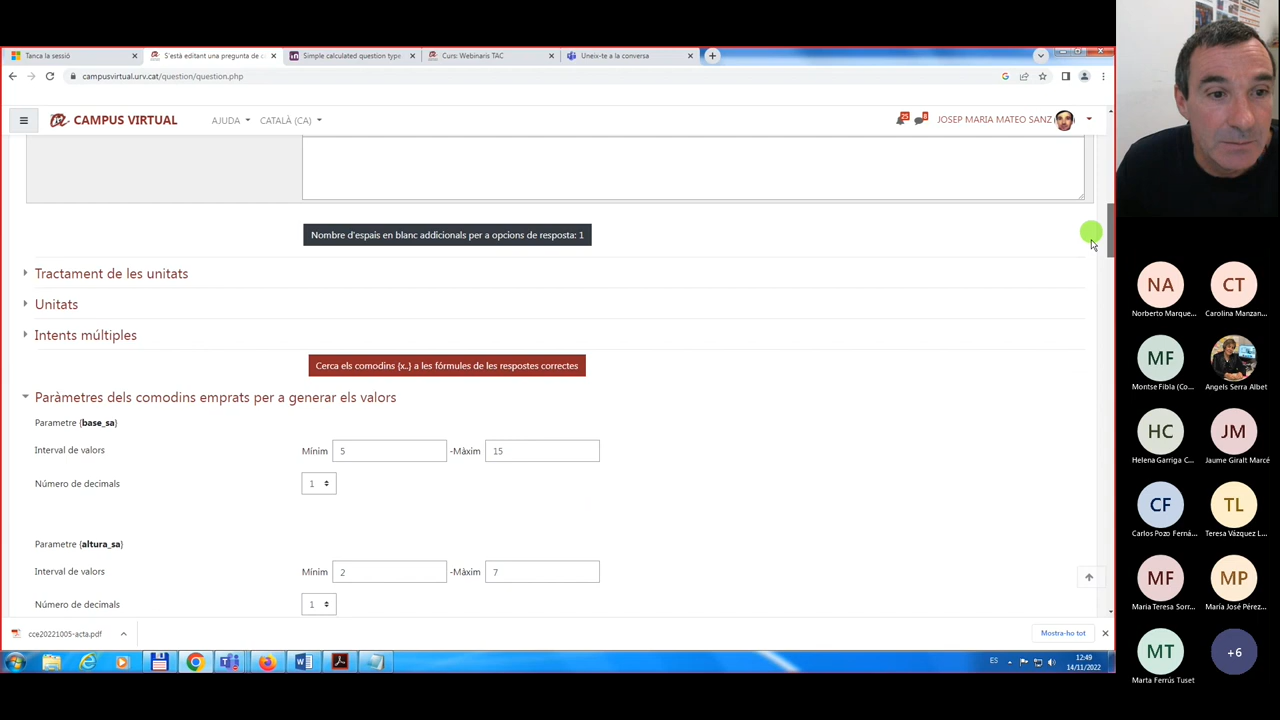 Tanca la sessió
S'està editant una pregunta de c
Simple calculated question type
Curs: Webinaris TAC
Uneix-te a la conversa
campusvirtual.urv.cat/question/question.php
CAMPUS VIRTUAL
AJUDA
CATALÀ (CA)
25
8
JOSEP MARIA MATEO SANZ
Nombre d'espais en blanc addicionals per a opcions de resposta: 1
Tractament de les unitats
Unitats
Intents múltiples
Cerca els comodins {x..} a les fórmules de les respostes correctes
Paràmetres dels comodins emprats per a generar els valors
Parametre {base_sa}
Interval de valors
Mínim
5
-Màxim
15
Número de decimals
1
Parametre {altura_sa}
Interval de valors
Mínim
2
-Màxim
7
Número de decimals
1
cce20221005-acta.pdf
Mostra-ho tot
ES
12:49
14/11/2022
NA
Norberto Marque...
CT
Carolina Manzan...
MF
Montse Fibla (Co...
Angels Serra Albet
HC
Helena Garriga C...
JM
Jaume Giralt Marcé
CF
Carlos Pozo Ferná...
TL
Teresa Vázquez L...
MF
Maria Teresa Sorr...
MP
María José Pérez...
MT
Marta Ferrús Tuset
+6